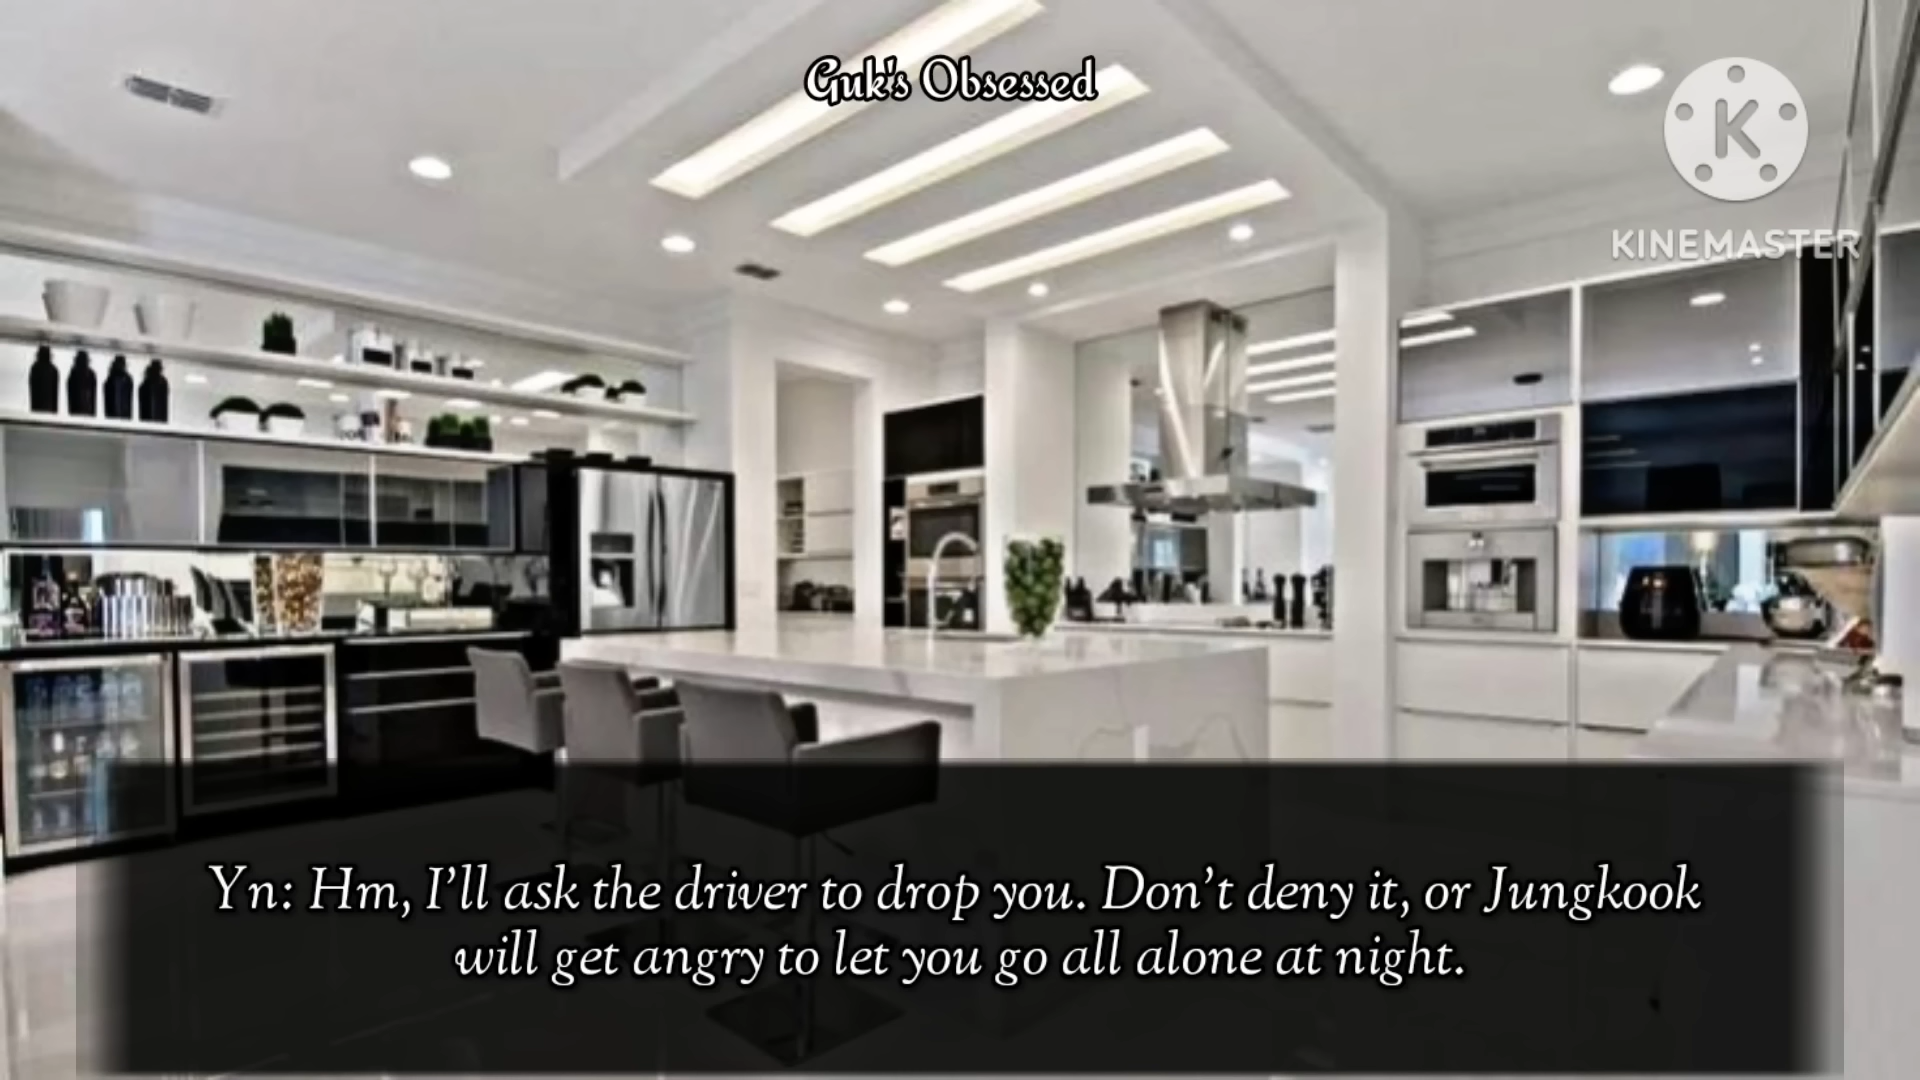 Guk's Obsessed
K
KINEMASTER
Yn: Hm, I’ll ask the driver to drop you. Don’t deny it, or Jungkook
will get angry to let you go all alone at night.